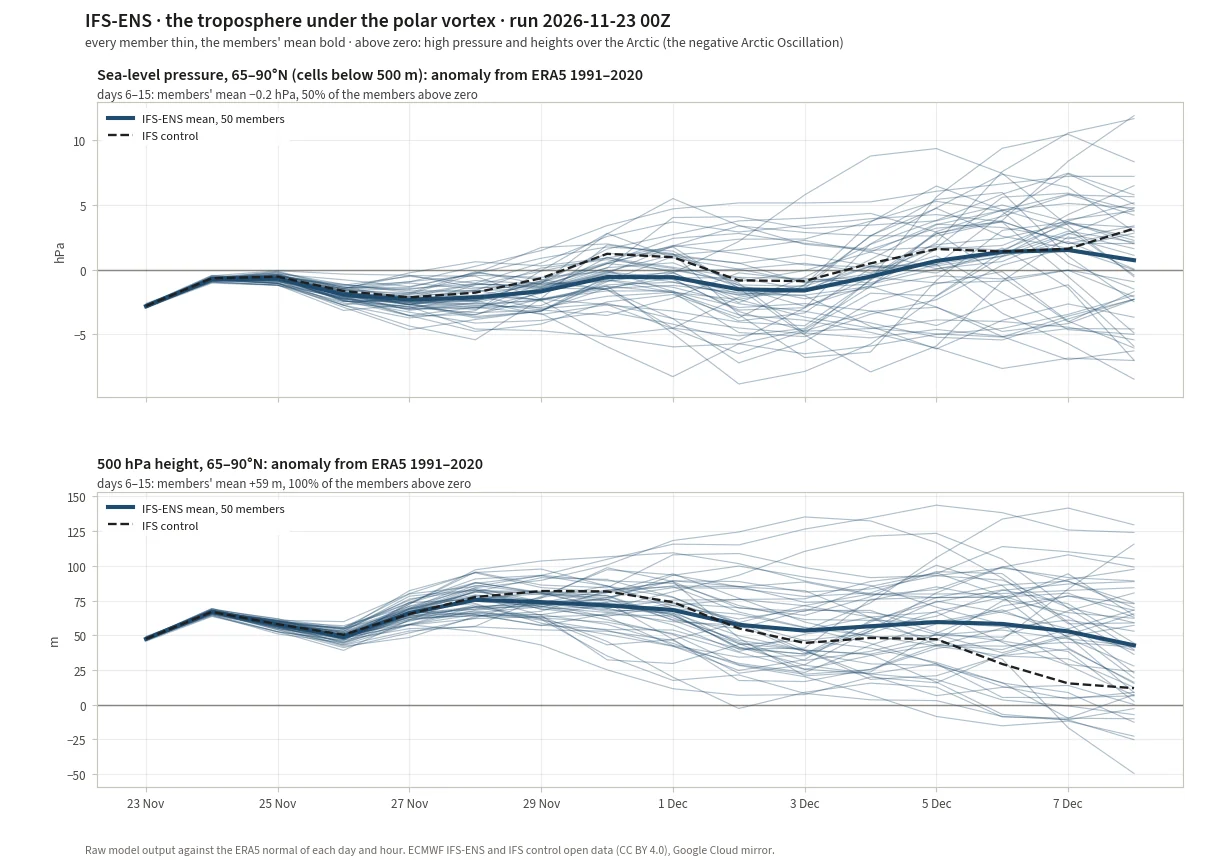 IFS-ENS · the troposphere under the polar vortex · run 2026-11-23 00Z
every member thin, the members' mean bold · above zero: high pressure and heights over the Arctic (the negative Arctic Oscillation)
Sea-level pressure, 65–90°N (cells below 500 m): anomaly from ERA5 1991–2020
days 6–15: members' mean −0.2 hPa, 50% of the members above zero
IFS-ENS mean, 50 members
IFS control
10
5
0
−5
hPa
500 hPa height, 65–90°N: anomaly from ERA5 1991–2020
days 6–15: members' mean +59 m, 100% of the members above zero
IFS-ENS mean, 50 members
IFS control
150
125
100
75
50
25
0
−25
−50
m
23 Nov
25 Nov
27 Nov
29 Nov
1 Dec
3 Dec
5 Dec
7 Dec
Raw model output against the ERA5 normal of each day and hour. ECMWF IFS-ENS and IFS control open data (CC BY 4.0), Google Cloud mirror.